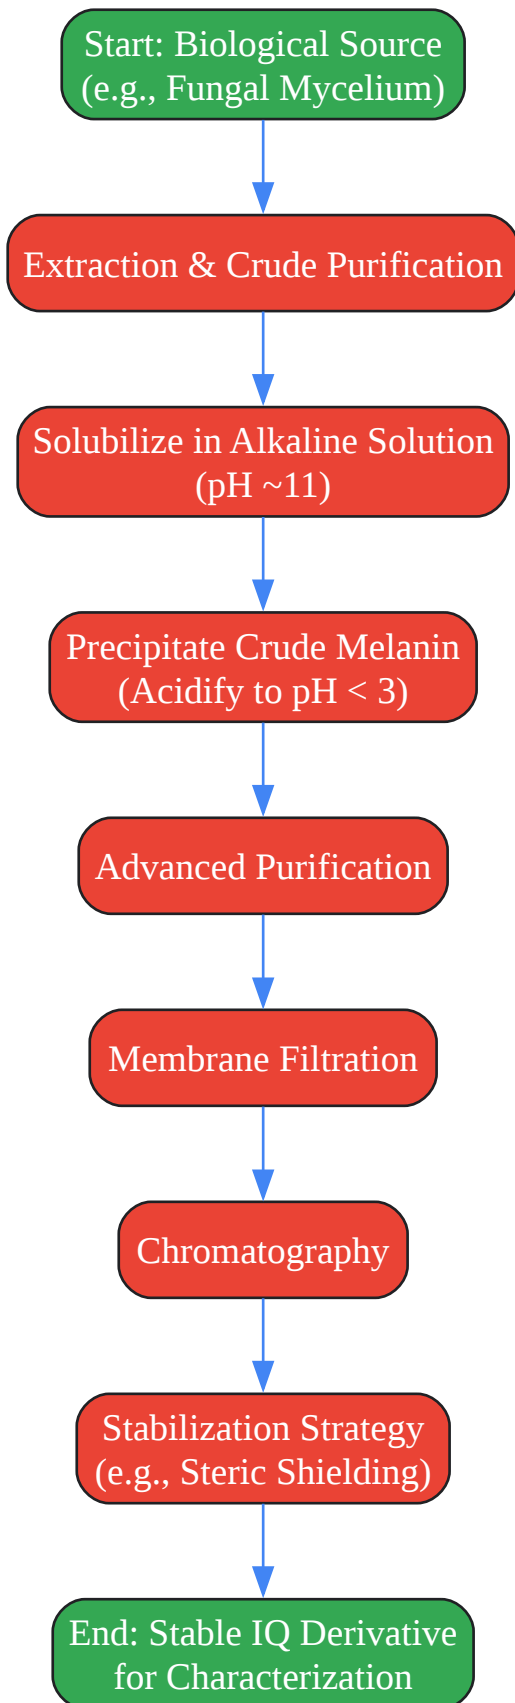 Start: Biological Source
(e.g., Fungal Mycelium)
Extraction & Crude Purification
Solubilize in Alkaline Solution
(pH ~11)
Precipitate Crude Melanin
(Acidify to pH < 3)
Advanced Purification
Membrane Filtration
Chromatography
Stabilization Strategy
(e.g., Steric Shielding)
End: Stable IQ Derivative
for Characterization